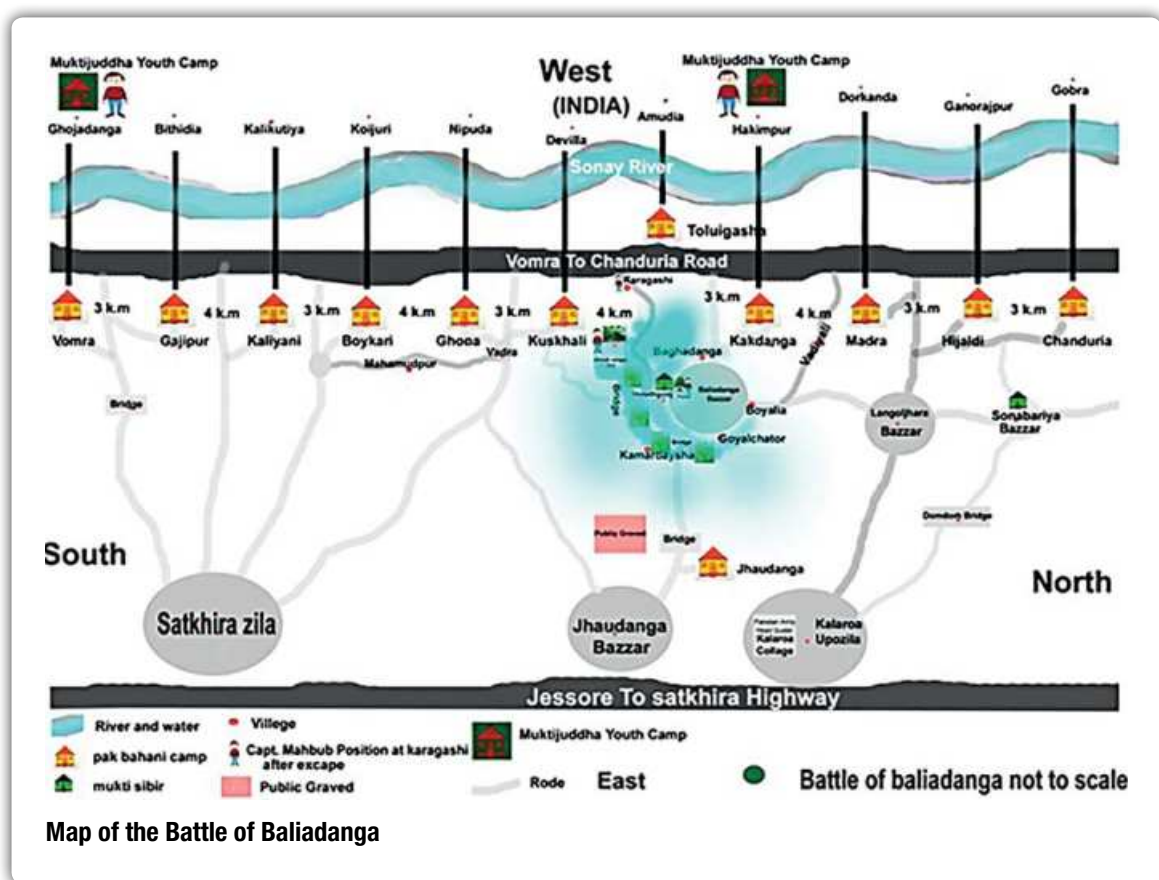 Muktijuddha Youth Camp
West
(INDIA)
Muktijuddha Youth Camp
Ghojadanga
Bithidia
Kalikutiya
Koijuri
Nipuda
Devilla
Amudia
Hakimpur
Dorkanda
Ganorajpur
Gobra
Sonay River
Toluigasha
Vomra To Chanduria Road
Karagashi
3 k.m
4 k.m
3 k.m
4 k.m
3 k.m
4 k.m
3 k.m
4 k.m
3 k.m
3 k.m
Vomra
Gajipur
Kaliyani
Boykari
Ghona
Kuskhali
Kakdanga
Madra
Hijaldi
Chanduria
Vadra
Mahamudpur
Baghadanga
Vadiyali
Bridge
Bridge
Baliadanga
Bazzar
Boyalia
Langoljhara
Bazzar
Sonabariya
Bazzar
Goyalchator
Bridge
Kamarbaysha
Public Graved
Bridge
Jhaudanga
Dumdom Bridge
South
North
Satkhira zila
Jhaudanga
Bazzar
Kalaroa
Collage
Kalaroa
Upozila
Jessore To satkhira Highway
River and water
pak bahani camp
mukti sibir
Villege
Capt. Mahbub Position at karagashi
after excape
Public Graved
Muktijuddha Youth Camp
Rode
East
Battle of baliadanga not to scale
Map of the Battle of Baliadanga